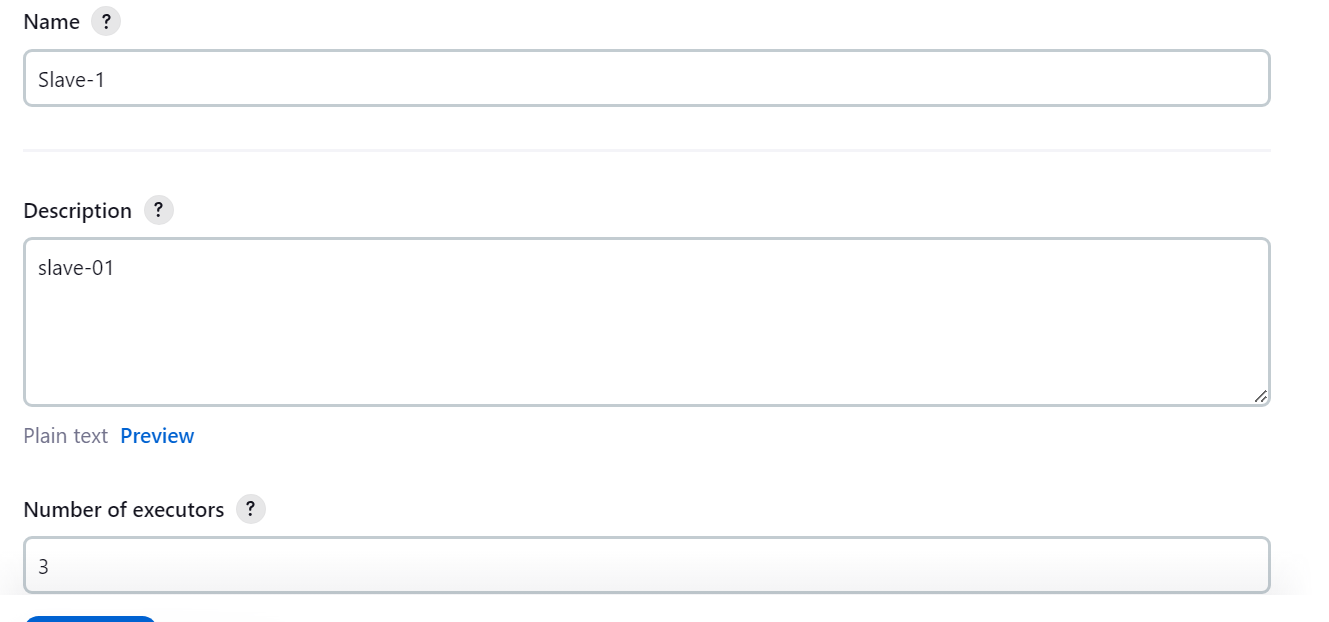 Name ?
Slave-1
Description ?
slave-01
Plain text Preview
Number of executors ?
3